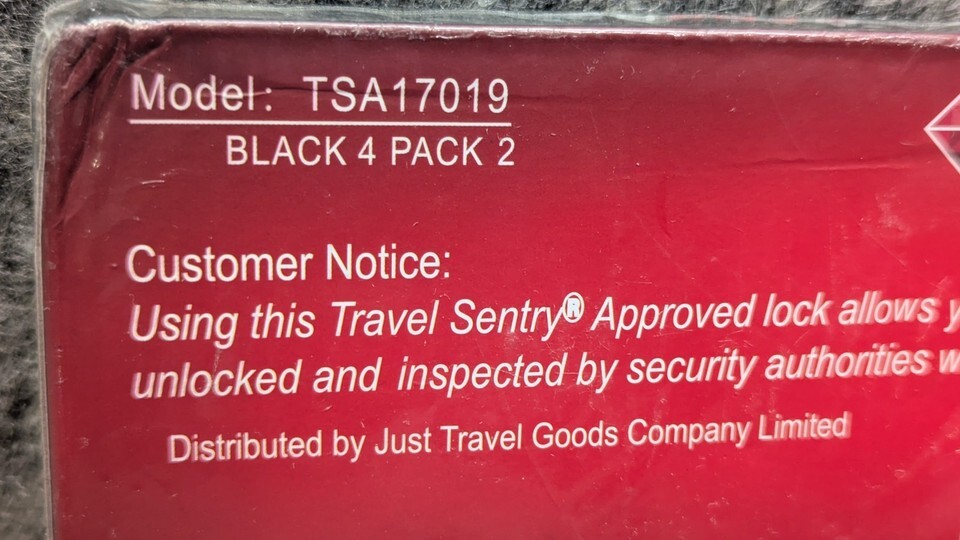 Model: TSA17019
BLACK 4 PACK 2
Customer Notice:
Using this Travel Sentry® Approved lock allows
unlocked and inspected by security authorities
Distributed by Just Travel Goods Company Limited